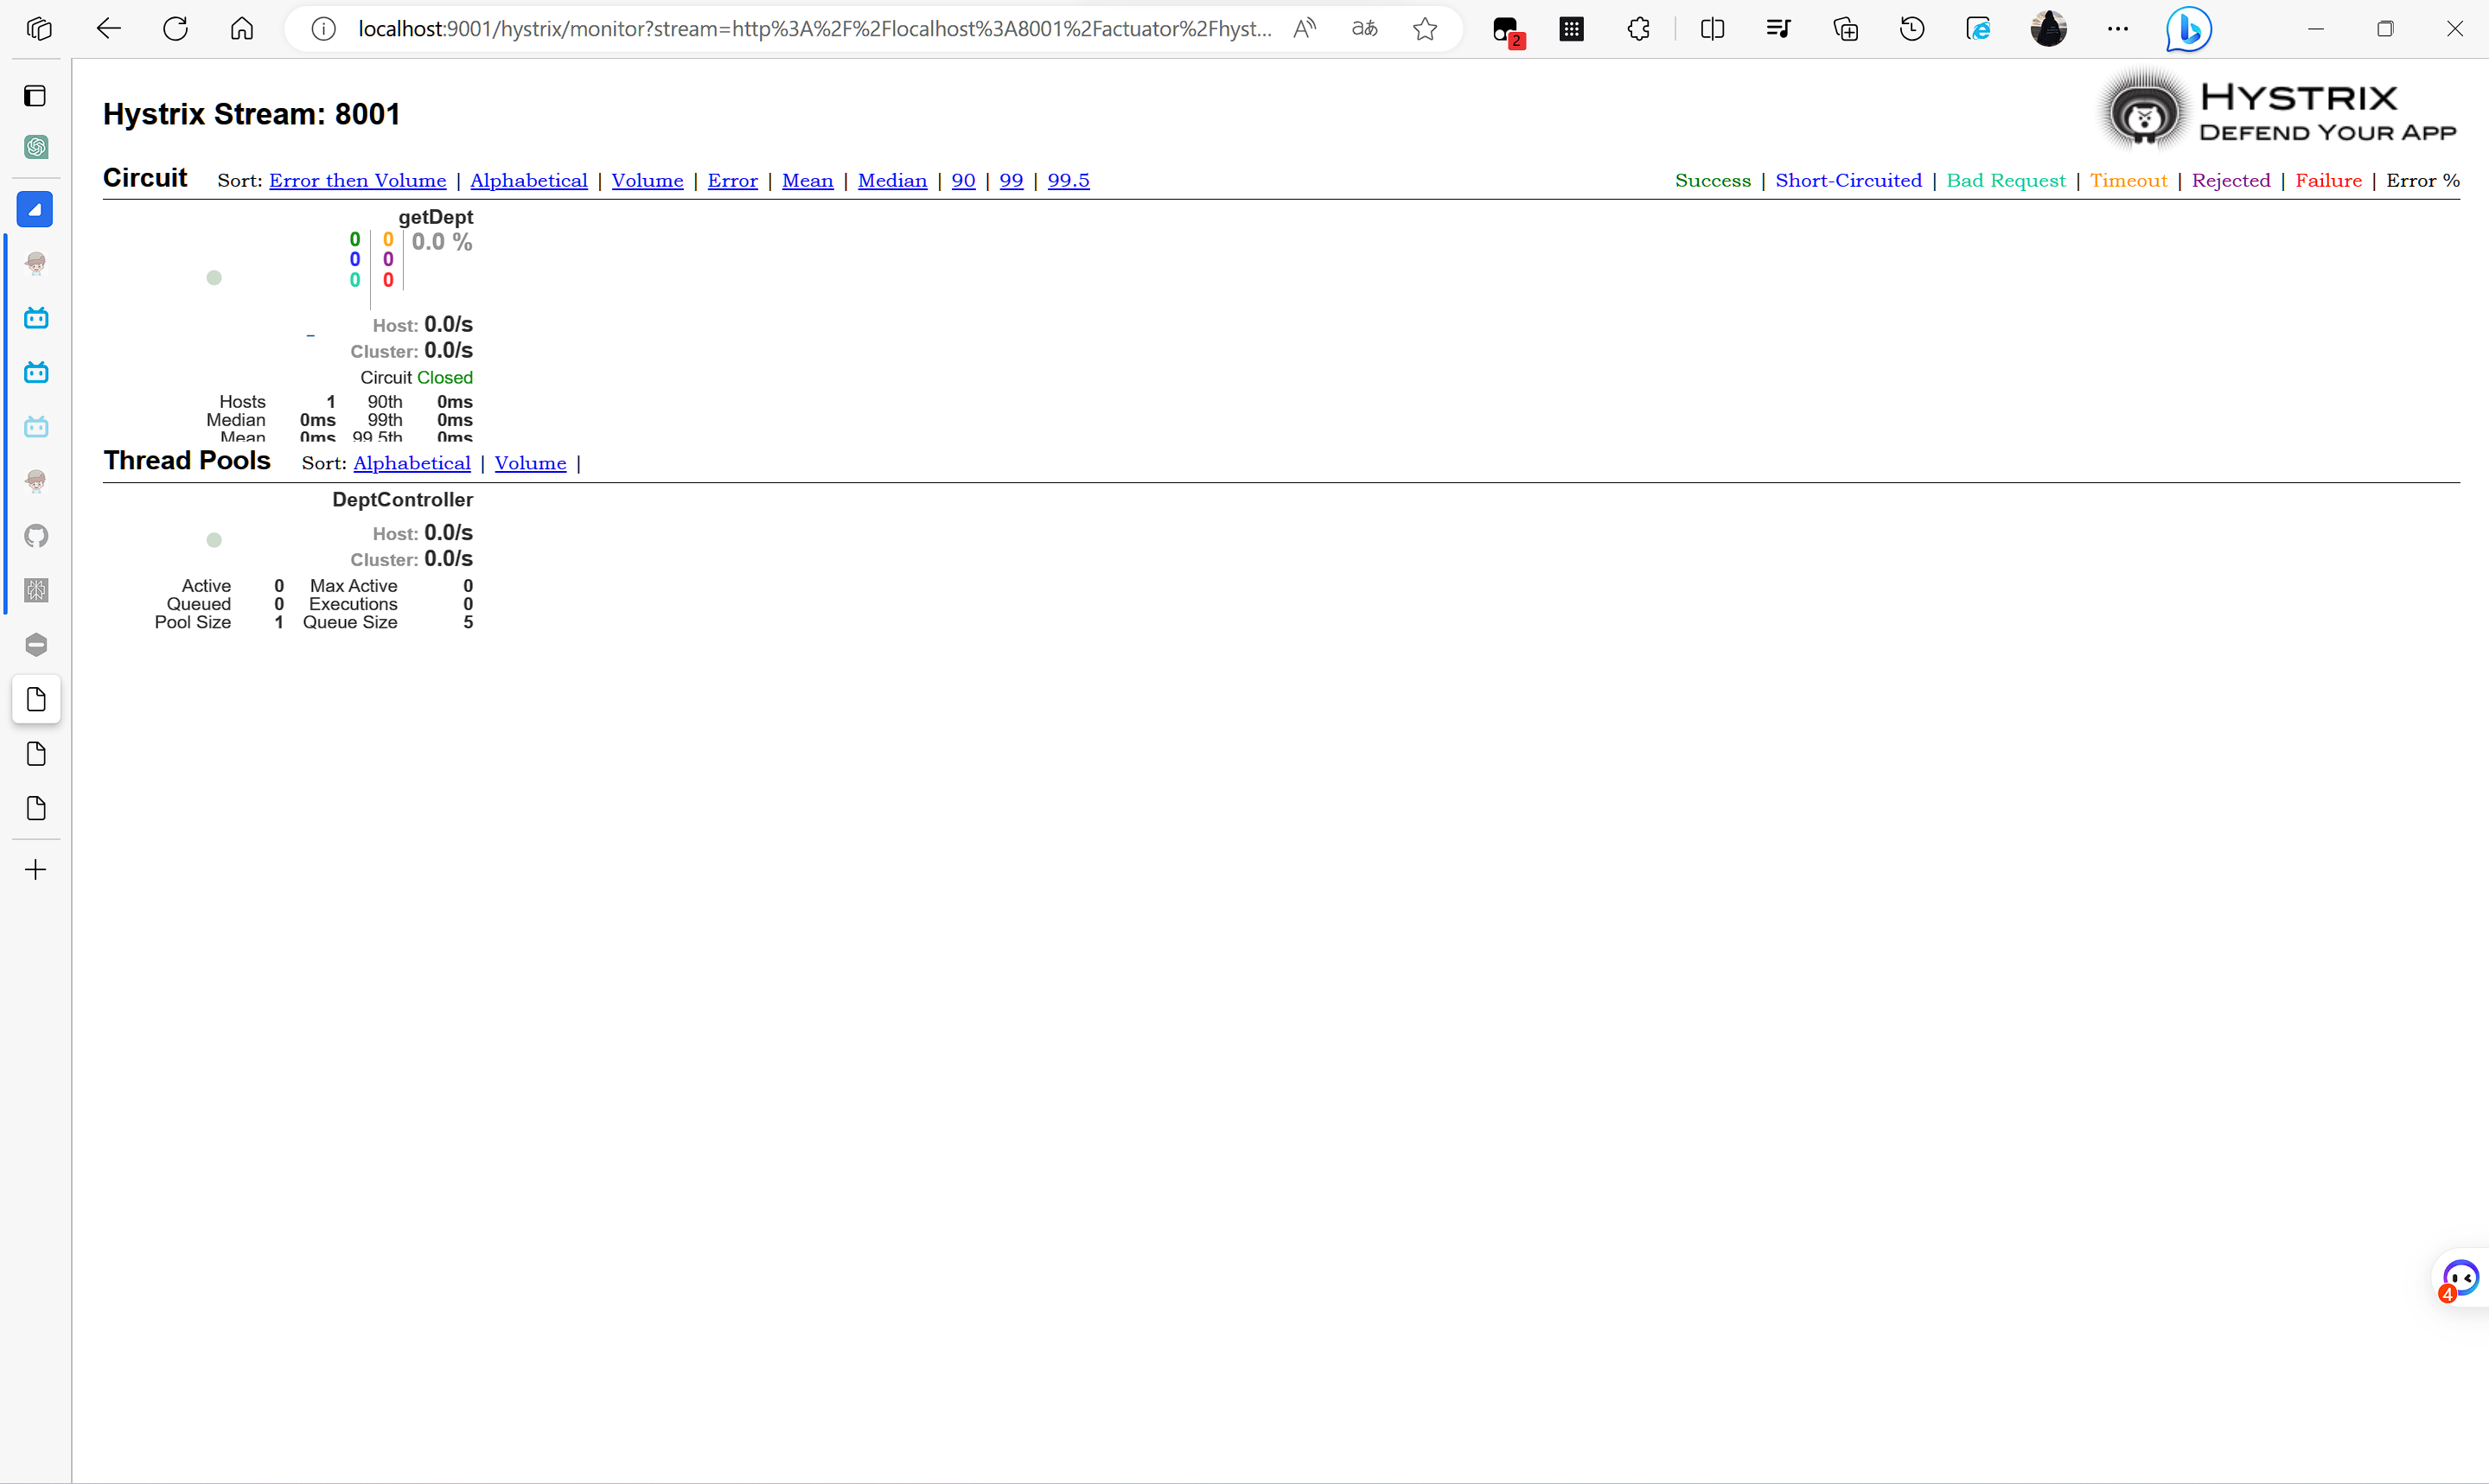 localhost:9001/hystrix/monitor?stream=http%3A%2F%2Flocalhost%3A8001%2Factuator%2Fhyst...
2
Hystrix Stream: 8001
HYSTRIX
DEFEND YOUR APP
Circuit Sort: Error then Volume | Alphabetical | Volume | Error | Mean | Median | 90 | 99 | 99.5
Success | Short-Circuited | Bad Request | Timeout | Rejected | Failure | Error %
getDept
0 0 0.0 %
0 0
0 0
Host: 0.0/s
Cluster: 0.0/s
Circuit Closed
Hosts 1 90th 0ms
Median 0ms 99th 0ms
Mean 0ms 99.5th 0ms
Thread Pools Sort: Alphabetical | Volume |
DeptController
Host: 0.0/s
Cluster: 0.0/s
Active 0 Max Active 0
Queued 0 Executions 0
Pool Size 1 Queue Size 5
4